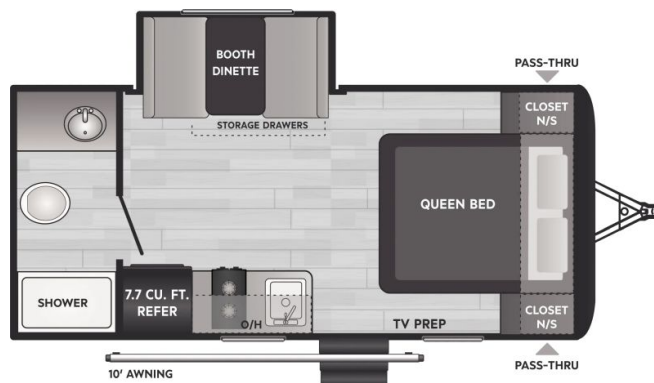 BOOTH
DINETTE
STORAGE DRAWERS
PASS-THRU
CLOSET
N/S
QUEEN BED
SHOWER
7.7 CU. FT.
REFER
O/H
TV PREP
CLOSET
N/S
PASS-THRU
10' AWNING